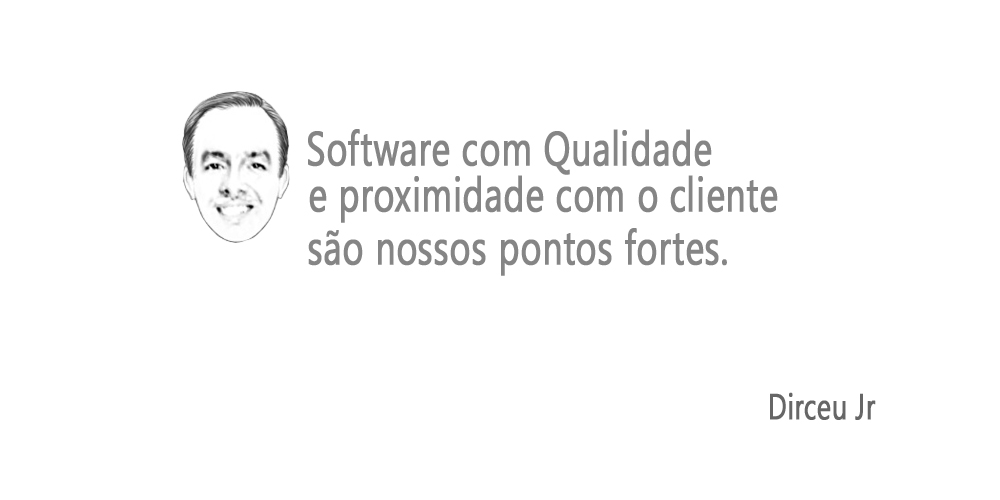 Software com Qualidade
e proximidade com o cliente
são nossos pontos fortes.
Dirceu Jr